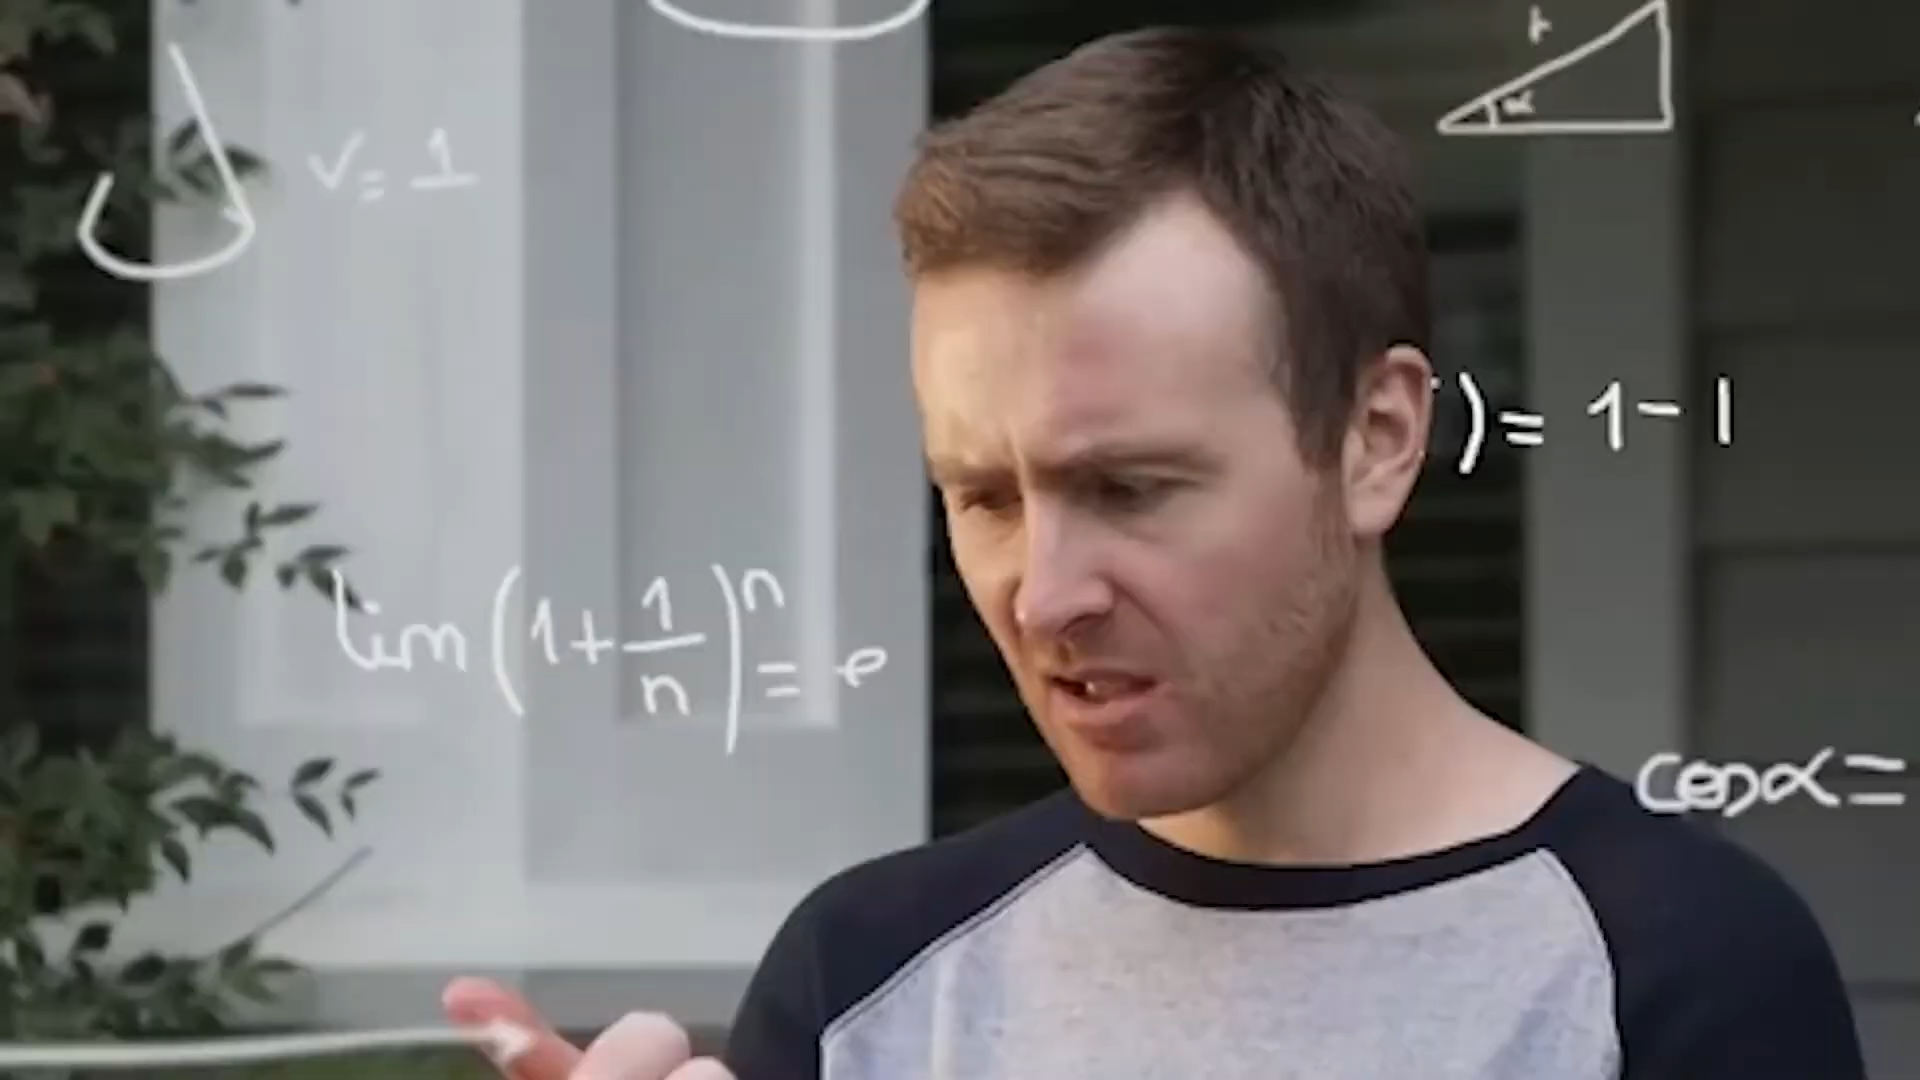 r
α
v = 1
) = 1 - 1
lim (1 + 1/n)^n = e
cos α =